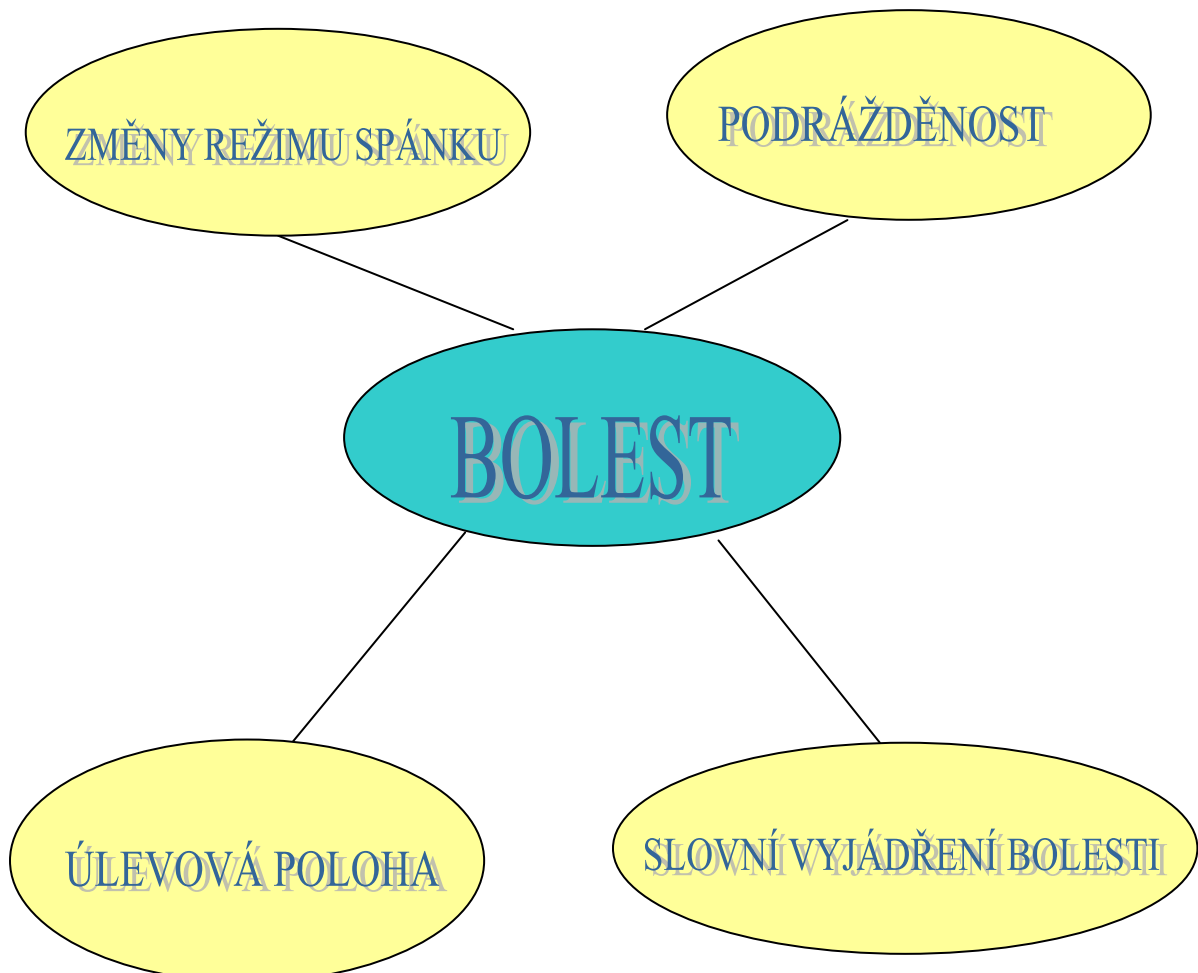 ZMĚNY REŽIMU SPÁNKU
PODRÁŽDĚNOST
BOLEST
ÚLEVOVÁ POLOHA
SLOVNÍ VYJÁDŘENÍ BOLESTI